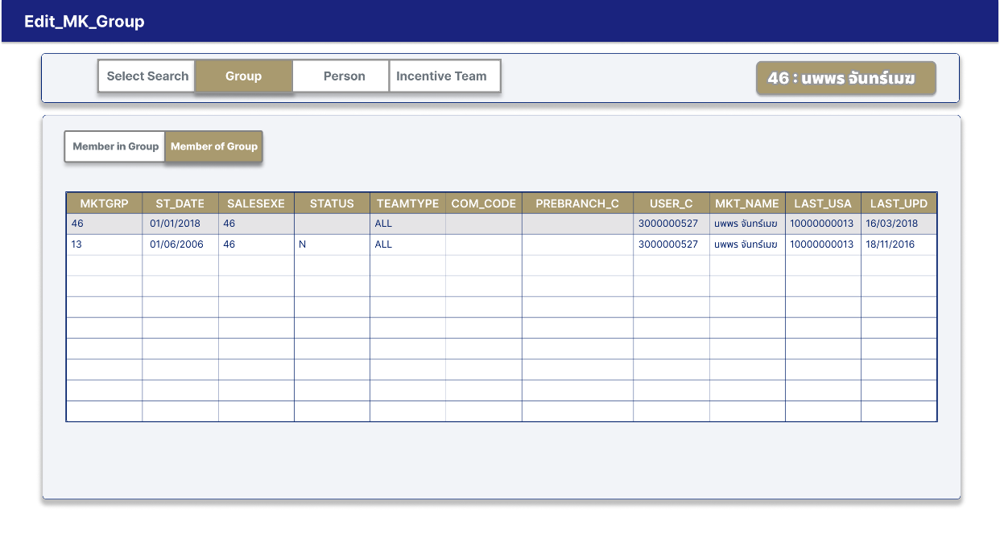 Edit_MK_Group
Select Search Group Person Incentive Team 46 : นพพร จันทร์เมฆ
Member in Group Member of Group
MKTGRP ST_DATE SALESEXE STATUS TEAMTYPE COM_CODE PREBRANCH_C USER_C MKT_NAME LAST_USA LAST_UPD
46 01/01/2018 46 ALL 3000000527 นพพร จันทร์เมฆ 10000000013 16/03/2018
13 01/06/2006 46 N ALL 3000000527 นพพร จันทร์เมฆ 10000000013 18/11/2016